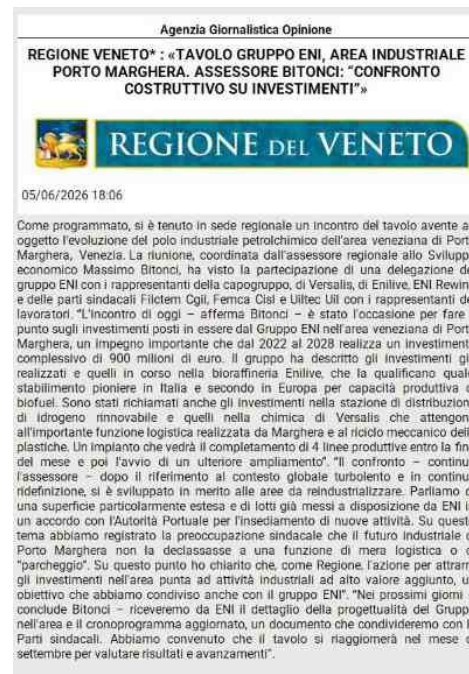 Agenzia Giornalistica Opinione
REGIONE VENETO* : «TAVOLO GRUPPO ENI, AREA INDUSTRIALE
PORTO MARGHERA. ASSESSORE BITONCI: “CONFRONTO
COSTRUTTIVO SU INVESTIMENTI”»
REGIONE DEL VENETO
05/06/2026 18:06
Come programmato, si è tenuto in sede regionale un incontro del tavolo avente a
oggetto l'evoluzione del polo industriale petrolchimico dell'area veneziana di Port
Marghera, Venezia. La riunione, coordinata dall'assessore regionale allo Svilupp
economico Massimo Bitonci, ha visto la partecipazione di una delegazione de
gruppo ENI con i rappresentanti della capogruppo, di Versalis, di Enilive, ENI Rewin
e delle parti sindacali Filctem Cgil, Femca Cisl e Uiltec Uil con i rappresentanti de
lavoratori. “L'incontro di oggi – afferma Bitonci – è stato l'occasione per fare
punto sugli investimenti posti in essere dal Gruppo ENI nell'area veneziana di Port
Marghera, un impegno importante che dal 2022 al 2028 realizza un investiment
complessivo di 900 milioni di euro. Il gruppo ha descritto gli investimenti gi
realizzati e quelli in corso nella bioraffineria Enilive, che la qualificano qual
stabilimento pioniere in Italia e secondo in Europa per capacità produttiva d
biofuel. Sono stati richiamati anche gli investimenti nella stazione di distribuzion
di idrogeno rinnovabile e quelli nella chimica di Versalis che attengon
all'importante funzione logistica realizzata da Marghera e al riciclo meccanico dell
plastiche. Un impianto che vedrà il completamento di 4 linee produttive entro la fin
del mese e poi l'avvio di un ulteriore ampliamento”. “Il confronto – continu
l'assessore – dopo il riferimento al contesto globale turbolento e in continu
ridefinizione, si è sviluppato in merito alle aree da reindustrializzare. Parliamo d
una superficie particolarmente estesa e di lotti già messi a disposizione da ENI i
un accordo con l'Autorità Portuale per l'insediamento di nuove attività. Su quest
tema abbiamo registrato la preoccupazione sindacale che il futuro industriale d
Porto Marghera non la declassasse a una funzione di mera logistica o d
“parcheggio”. Su questo punto ho chiarito che, come Regione, l'azione per attrarr
gli investimenti nell'area punta ad attività industriali ad alto valore aggiunto, u
obiettivo che abbiamo condiviso anche con il gruppo ENI”. “Nei prossimi giorni
conclude Bitonci – riceveremo da ENI il dettaglio della progettualità del Grupp
nell'area e il cronoprogramma aggiornato, un documento che condivideremo con l
Parti sindacali. Abbiamo convenuto che il tavolo si riaggiornerà nel mese d
settembre per valutare risultati e avanzamenti”.